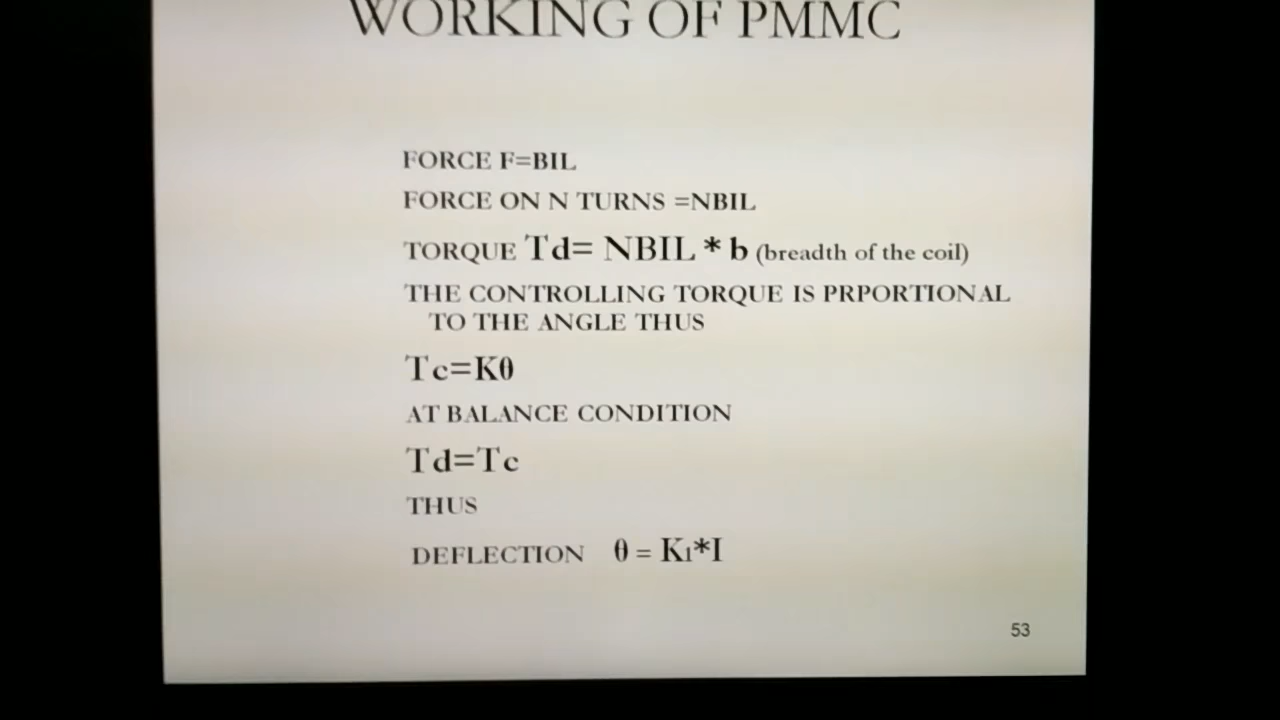 WORKING OF PMMC
FORCE F=BIL
FORCE ON N TURNS =NBIL
TORQUE Td= NBIL * b (breadth of the coil)
THE CONTROLLING TORQUE IS PRPORTIONAL
TO THE ANGLE THUS
Tc=Kθ
AT BALANCE CONDITION
Td=Tc
THUS
DEFLECTION θ = K1*I
53